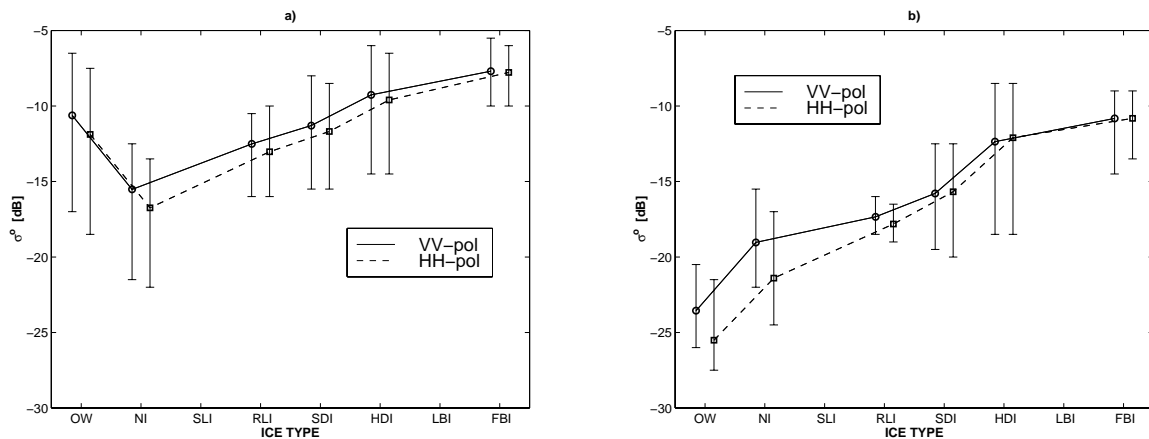 a)
−5
−10
−15
−20
−25
−30
σ° [dB]
VV−pol
HH−pol
OW NI SLI RLI SDI HDI LBI FBI
ICE TYPE
b)
−5
−10
−15
−20
−25
−30
σ° [dB]
VV−pol
HH−pol
OW NI SLI RLI SDI HDI LBI FBI
ICE TYPE